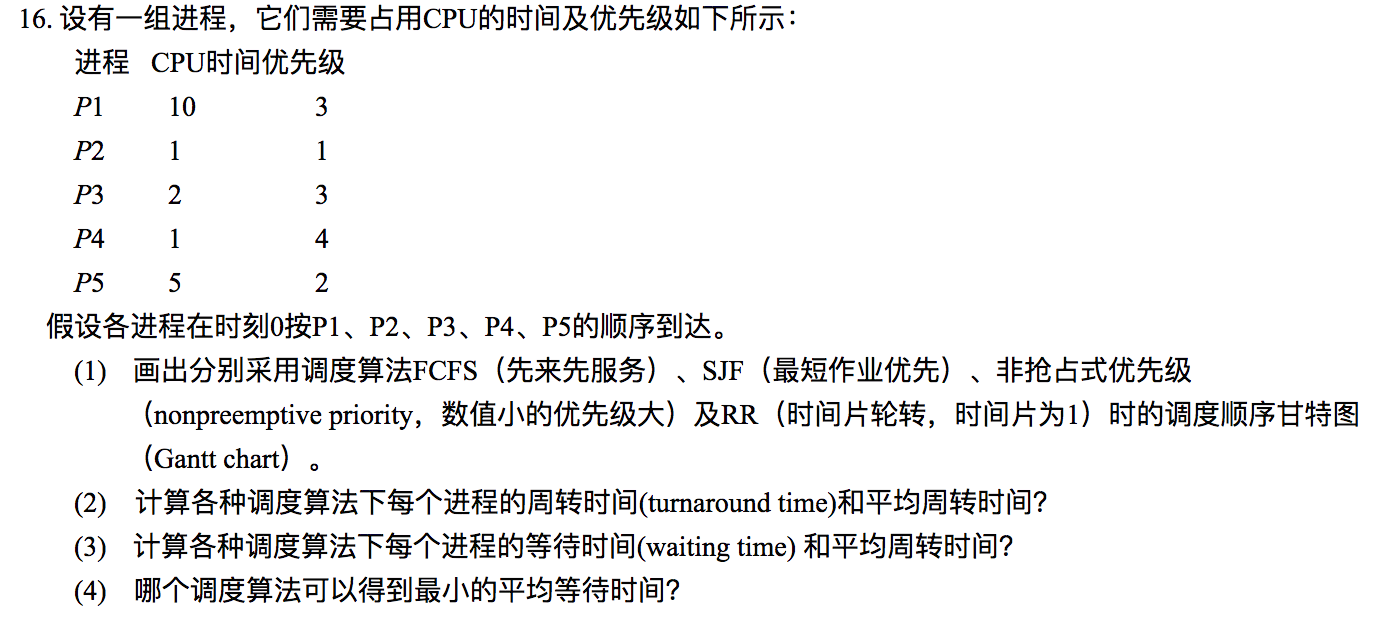 16. 设有一组进程，它们需要占用CPU的时间及优先级如下所示：
进程 CPU时间优先级
P1 10 3
P2 1 1
P3 2 3
P4 1 4
P5 5 2
假设各进程在时刻0按P1、P2、P3、P4、P5的顺序到达。
(1) 画出分别采用调度算法FCFS（先来先服务）、SJF（最短作业优先）、非抢占式优先级
（nonpreemptive priority，数值小的优先级大）及RR（时间片轮转，时间片为1）时的调度顺序甘特图
（Gantt chart）。
(2) 计算各种调度算法下每个进程的周转时间(turnaround time)和平均周转时间?
(3) 计算各种调度算法下每个进程的等待时间(waiting time) 和平均周转时间?
(4) 哪个调度算法可以得到最小的平均等待时间?